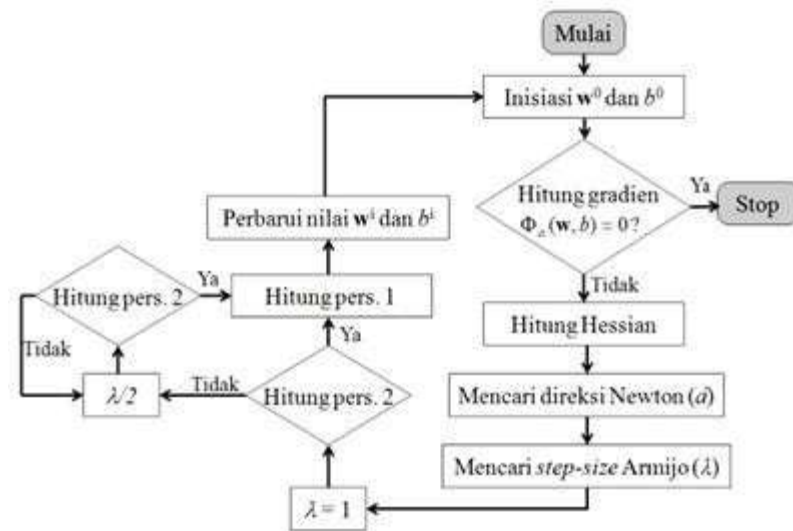 Mulai
Inisiasi w⁰ dan b⁰
Hitung gradien
Φ (w, b) = 0?
Ya
Stop
Tidak
Hitung Hessian
Mencari direksi Newton (d)
Mencari step-size Armijo (λ)
λ = 1
Hitung pers. 2
Tidak
Ya
λ/2
Hitung pers. 2
Tidak
Ya
Hitung pers. 1
Perbarui nilai wⁱ dan bⁱ